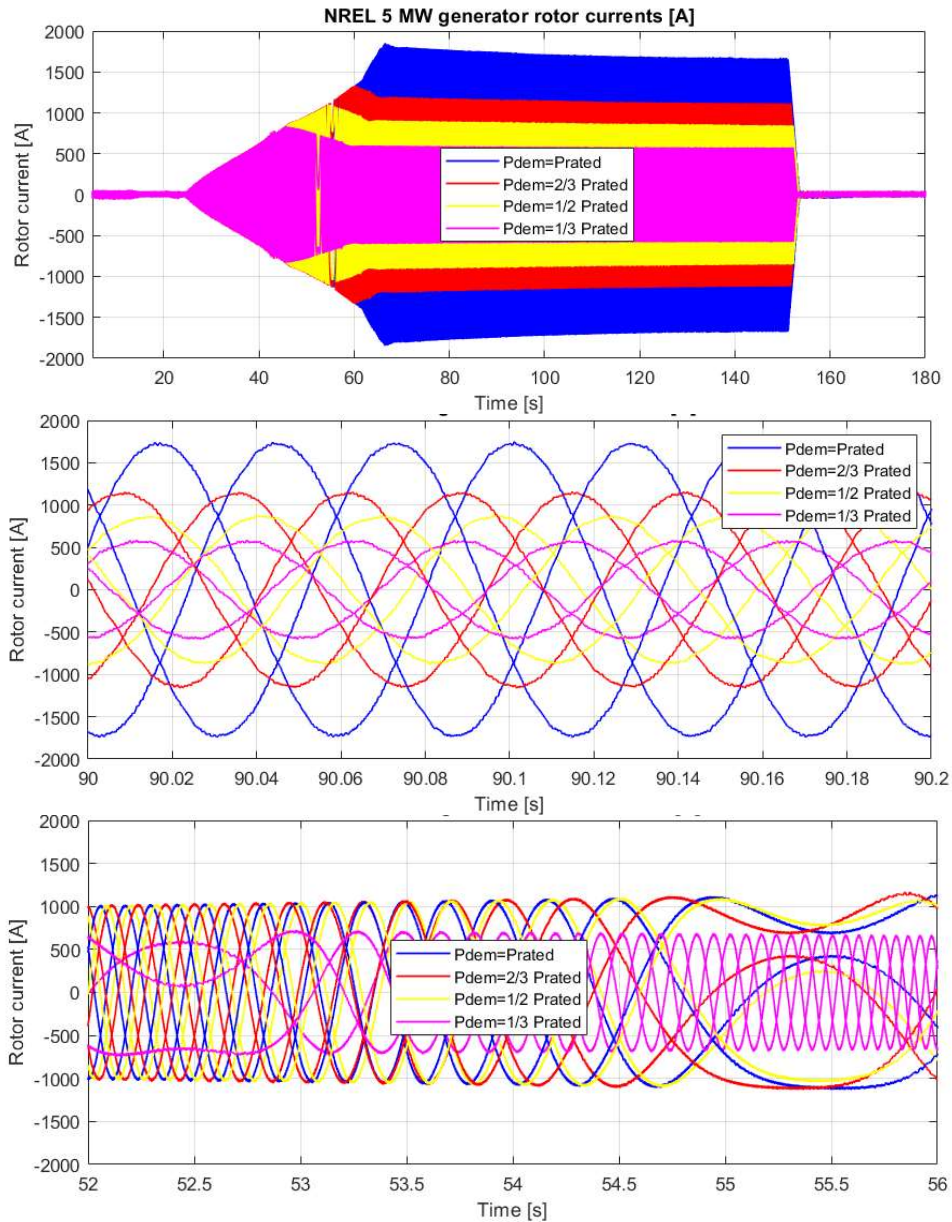 NREL 5 MW generator rotor currents [A]
2000
1500
1000
500
0
-500
-1000
-1500
-2000
Rotor current [A]
Pdem=Prated
Pdem=2/3 Prated
Pdem=1/2 Prated
Pdem=1/3 Prated
20 40 60 80 100 120 140 160 180
Time [s]
2000
1500
1000
500
0
-500
-1000
-1500
-2000
Rotor current [A]
Pdem=Prated
Pdem=2/3 Prated
Pdem=1/2 Prated
Pdem=1/3 Prated
90 90.02 90.04 90.06 90.08 90.1 90.12 90.14 90.16 90.18 90.2
Time [s]
2000
1500
1000
500
0
-500
-1000
-1500
-2000
Rotor current [A]
Pdem=Prated
Pdem=2/3 Prated
Pdem=1/2 Prated
Pdem=1/3 Prated
52 52.5 53 53.5 54 54.5 55 55.5 56
Time [s]